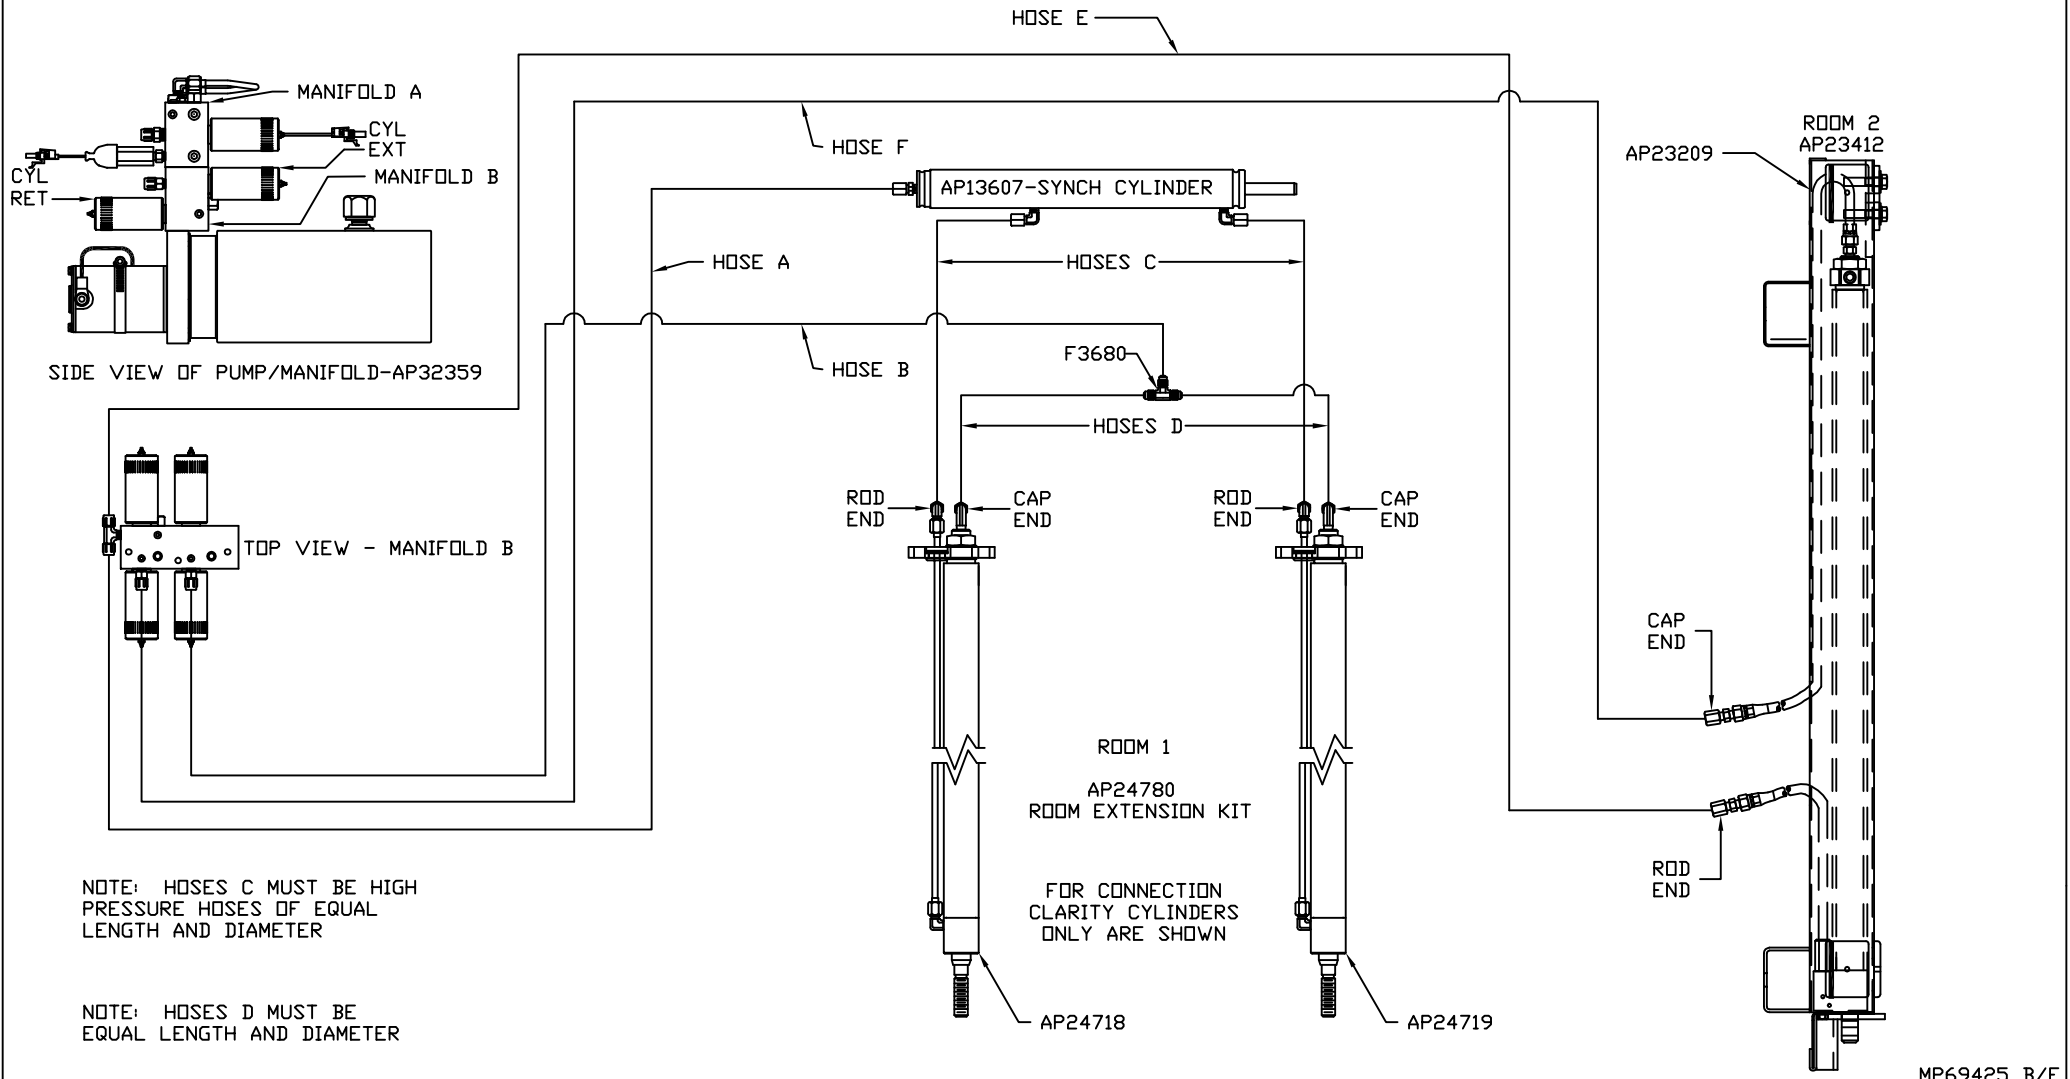 HOSE E
MANIFOLD A
CYL
EXT
HOSE F
CYL
RET
MANIFOLD B
AP13607-SYNCH CYLINDER
ROOM 2
AP23412
AP23209
HOSE A
HOSES C
SIDE VIEW OF PUMP/MANIFOLD-AP32359
F3680
HOSE B
HOSES D
ROD
END
CAP
END
ROD
END
CAP
END
TOP VIEW - MANIFOLD B
CAP
END
ROOM 1
AP24780
ROOM EXTENSION KIT
ROD
END
NOTE: HOSES C MUST BE HIGH
PRESSURE HOSES OF EQUAL
LENGTH AND DIAMETER
FOR CONNECTION
CLARITY CYLINDERS
ONLY ARE SHOWN
NOTE: HOSES D MUST BE
EQUAL LENGTH AND DIAMETER
AP24718
AP24719
MP69425 B/F